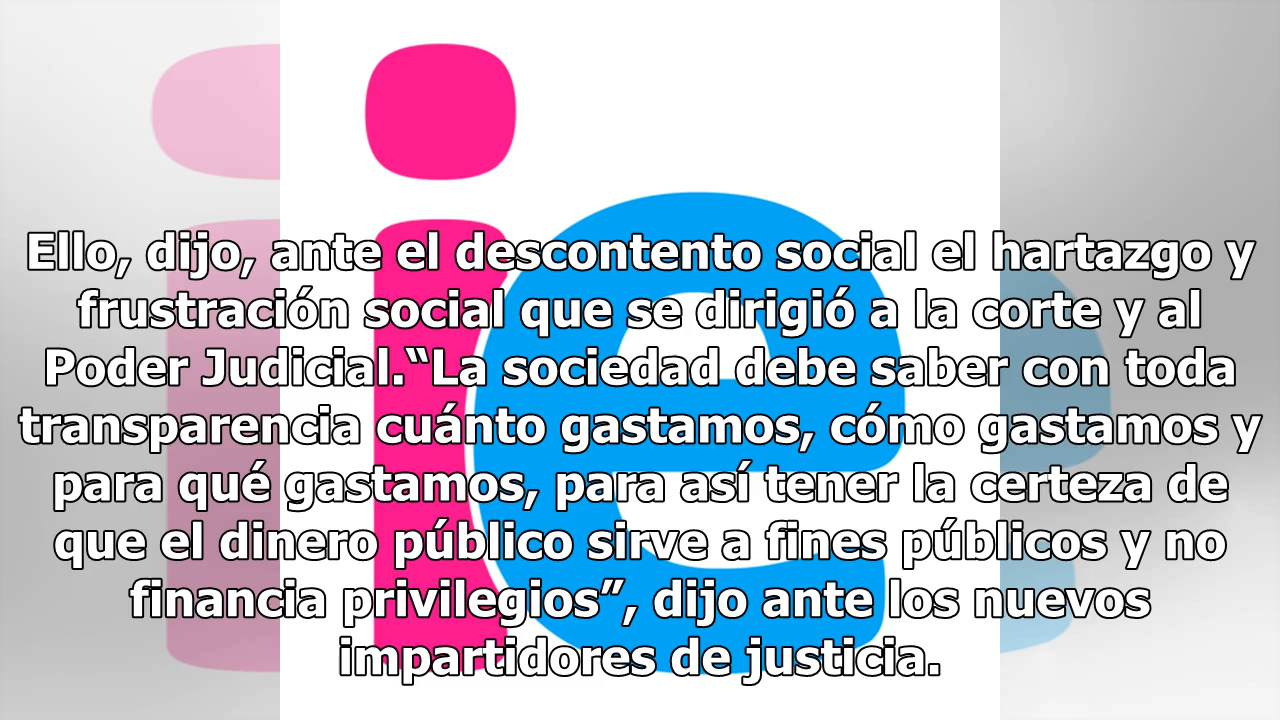 ie
Ello, dijo, ante el descontento social el hartazgo y
frustración social que se dirigió a la corte y al
Poder Judicial.“La sociedad debe saber con toda
transparencia cuánto gastamos, cómo gastamos y
para qué gastamos, para así tener la certeza de
que el dinero público sirve a fines públicos y no
financia privilegios”, dijo ante los nuevos
impartidores de justicia.